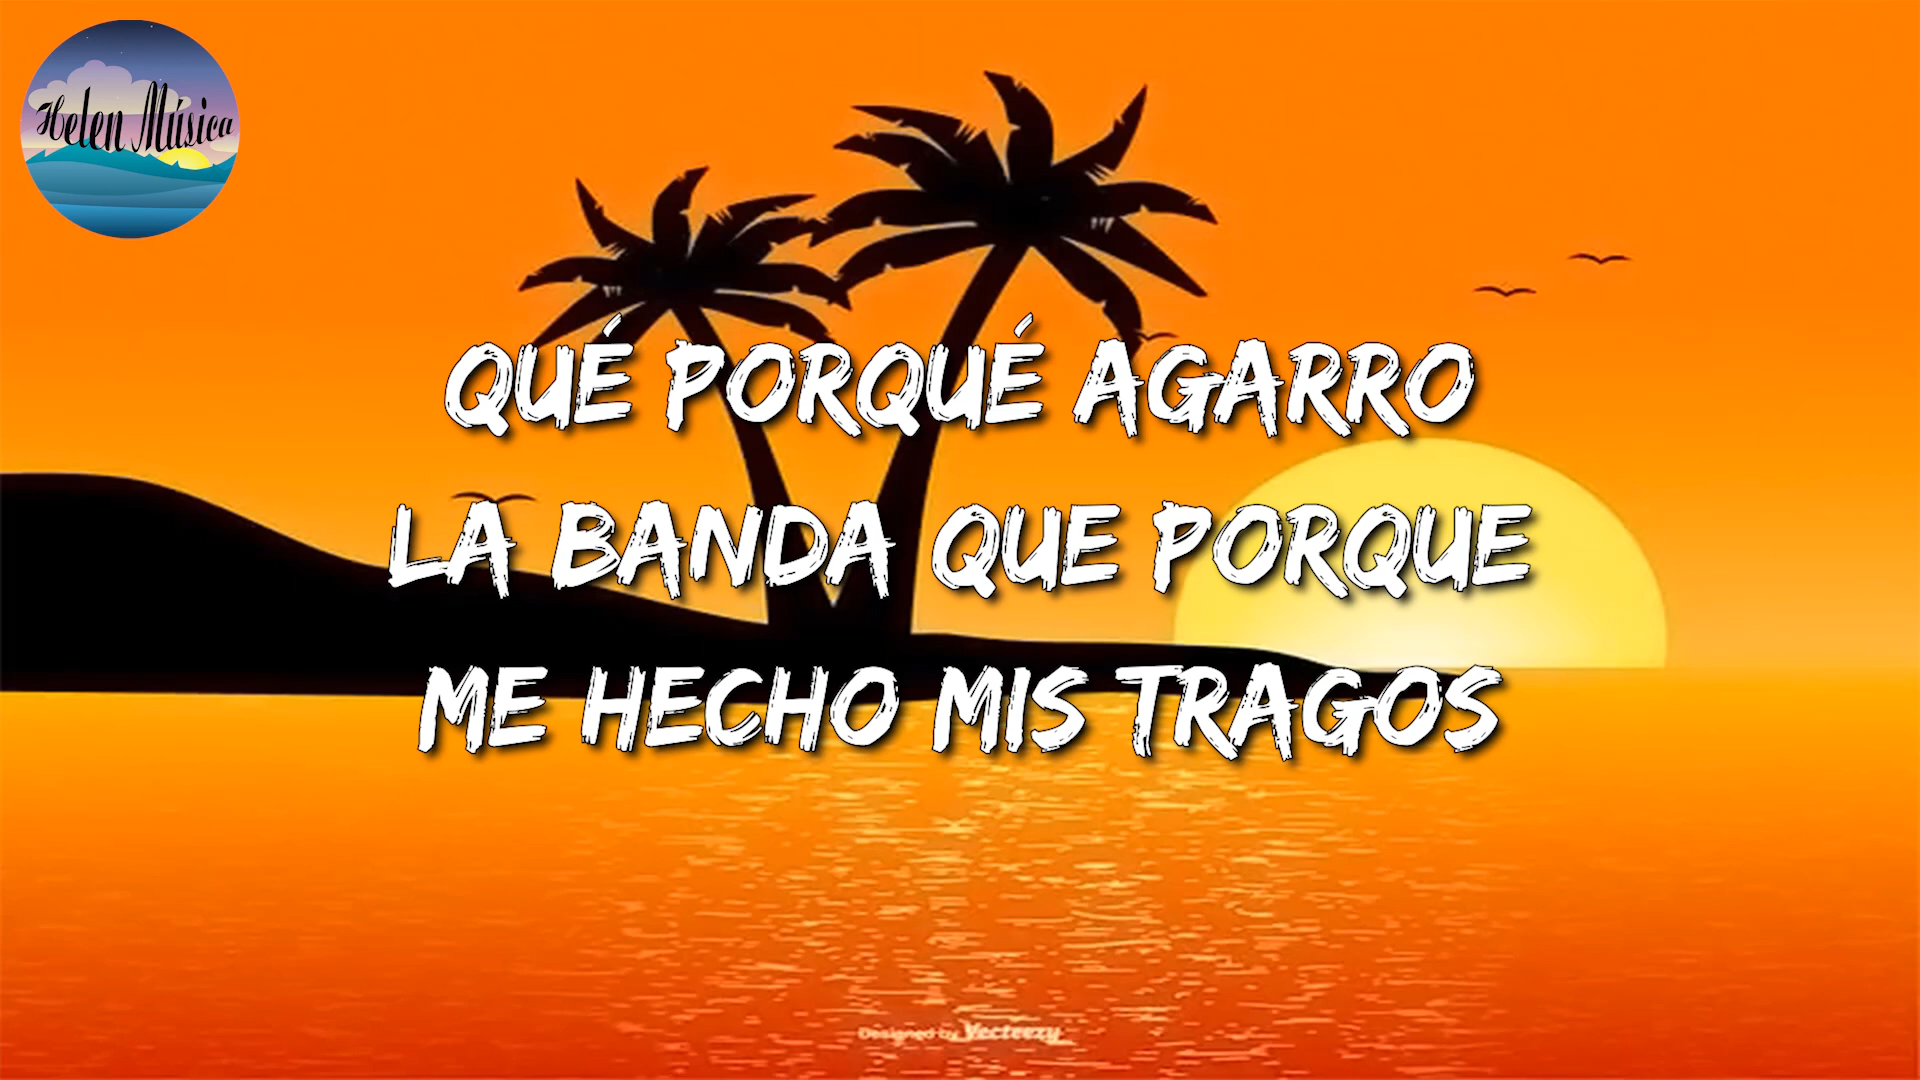 Helen Música
QUÉ PORQUÉ AGARRO
LA BANDA QUE PORQUE
ME HECHO MIS TRAGOS
Designed by Vecteezy